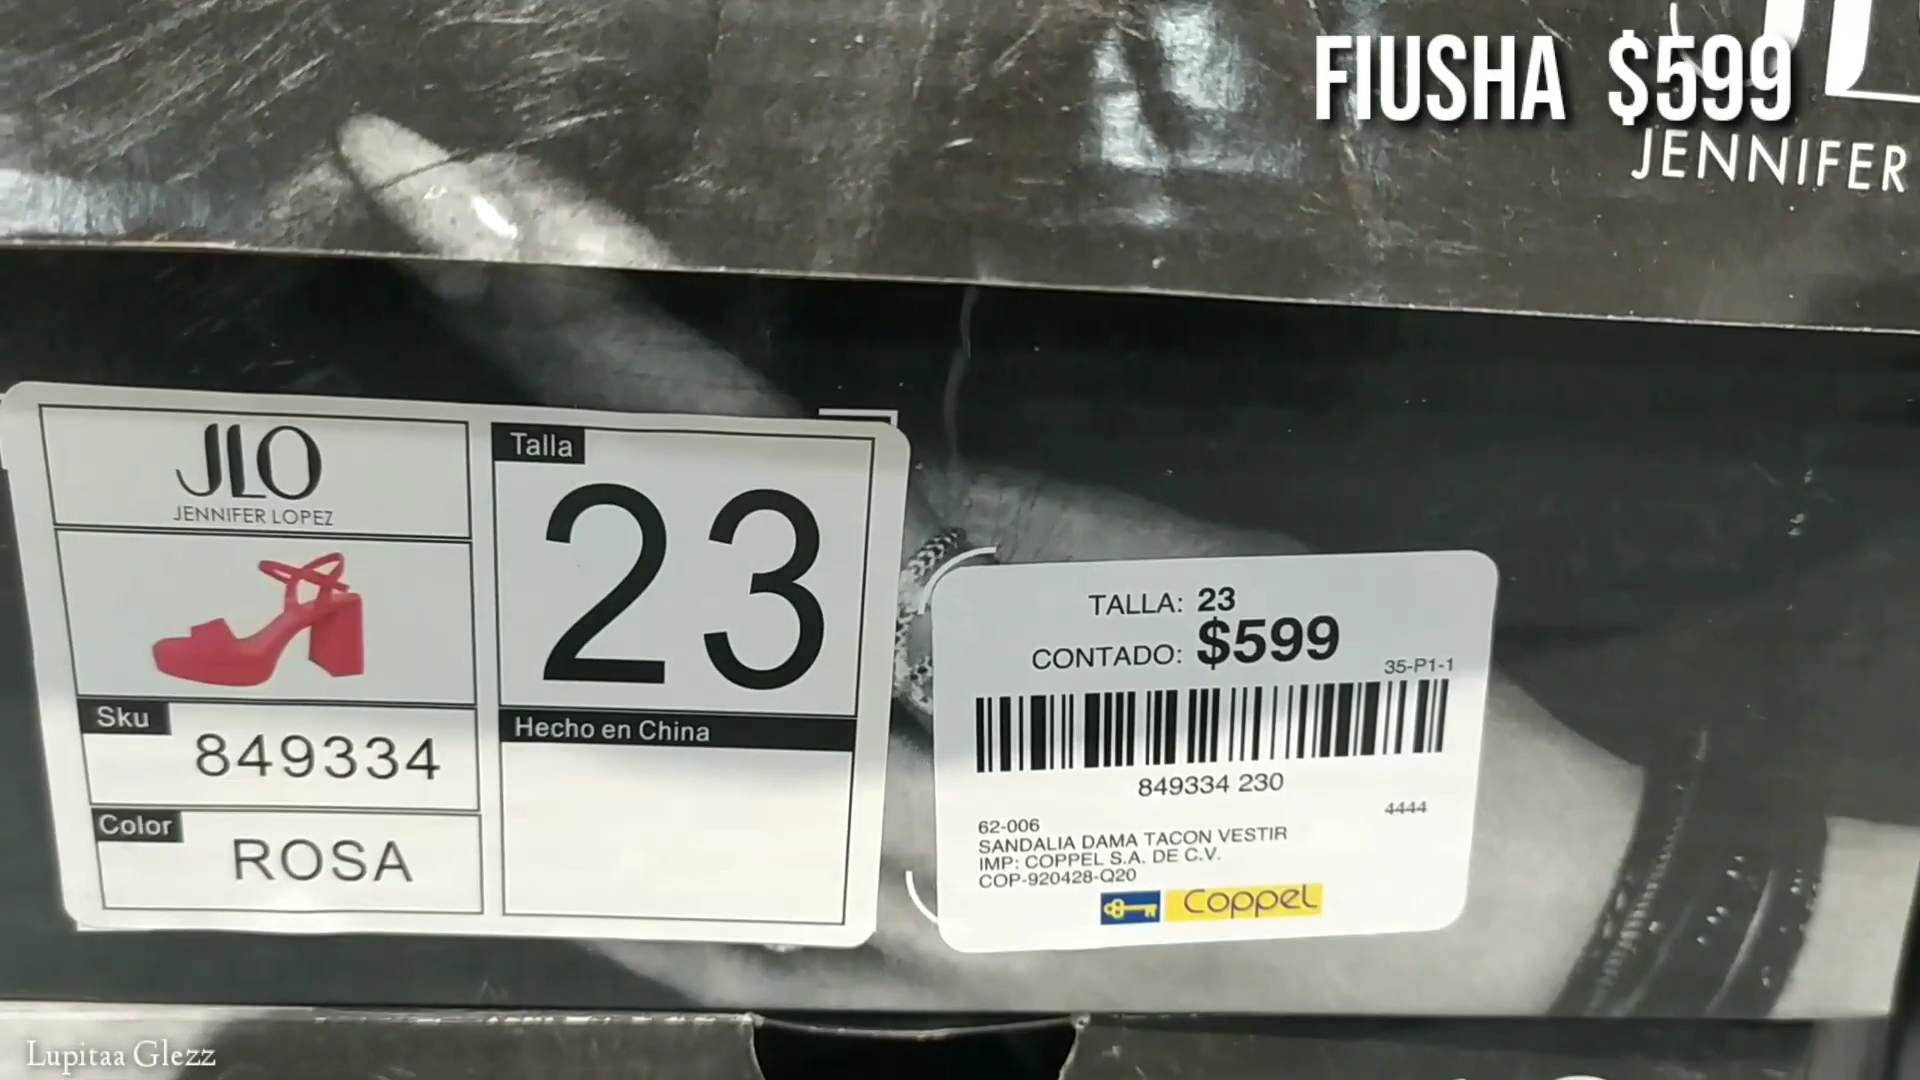 FIUSHA $599
JENNIFER
JLO
JENNIFER LOPEZ
Talla
23
Sku
849334
Hecho en China
Color
ROSA
TALLA: 23
CONTADO: $599
35-P1-1
849334 230
4444
62-006
SANDALIA DAMA TACON VESTIR
IMP: COPPEL S.A. DE C.V.
COP-920428-Q20
Coppel
Lupitaa Glezz